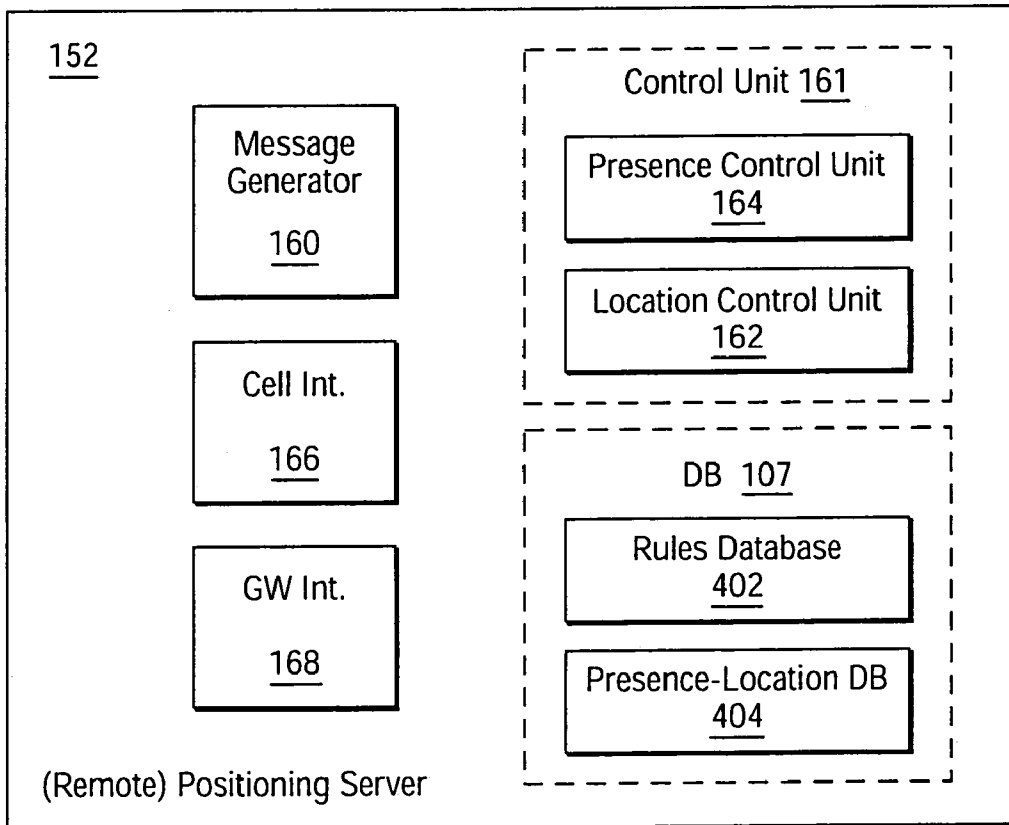 152
Message
Generator
160
Cell Int.
166
GW Int.
168
(Remote) Positioning Server
Control Unit 161
Presence Control Unit
164
Location Control Unit
162
DB 107
Rules Database
402
Presence-Location DB
404